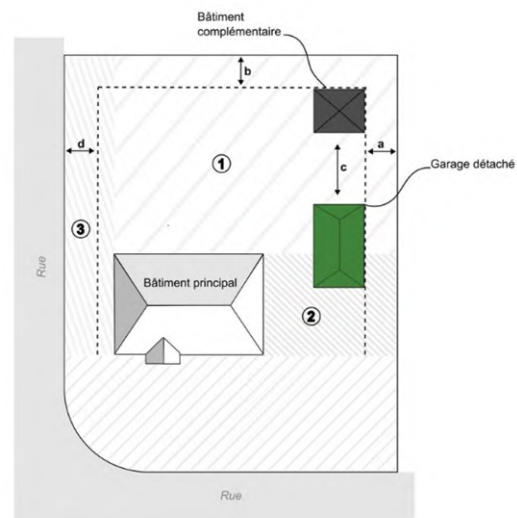 Bâtiment
complémentaire
b
d
a
1
c
Garage détaché
3
Rue
Bâtiment principal
2
Rue